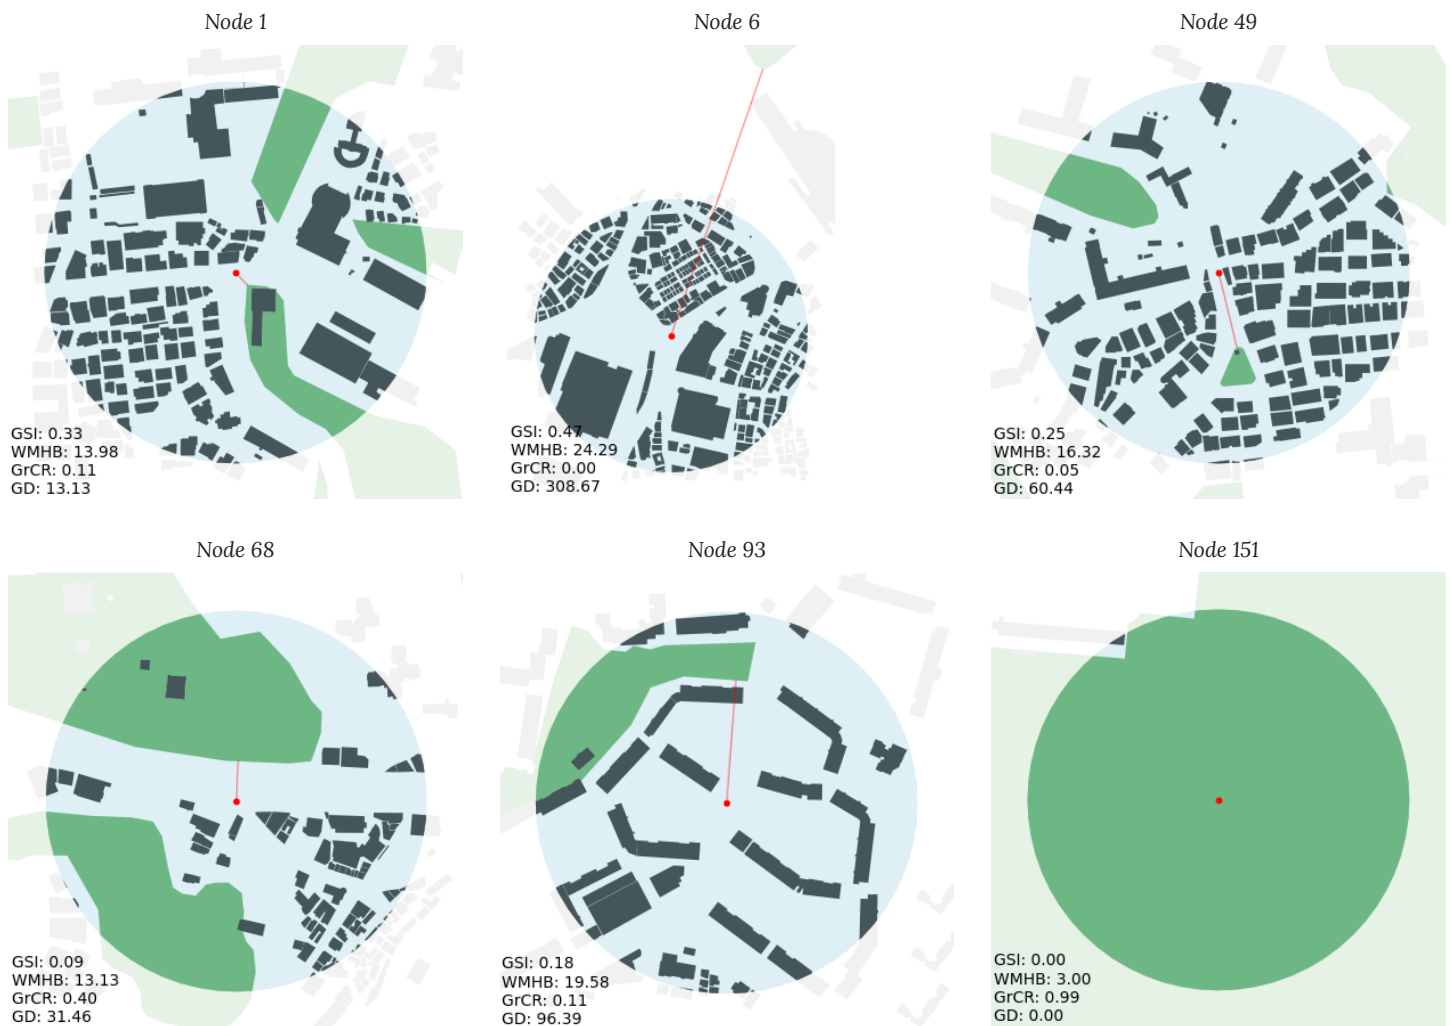 Node 1
GSI: 0.33
WMHB: 13.98
GrCR: 0.11
GD: 13.13
Node 6
GSI: 0.47
WMHB: 24.29
GrCR: 0.00
GD: 308.67
Node 49
GSI: 0.25
WMHB: 16.32
GrCR: 0.05
GD: 60.44
Node 68
GSI: 0.09
WMHB: 13.13
GrCR: 0.40
GD: 31.46
Node 93
GSI: 0.18
WMHB: 19.58
GrCR: 0.11
GD: 96.39
Node 151
GSI: 0.00
WMHB: 3.00
GrCR: 0.99
GD: 0.00